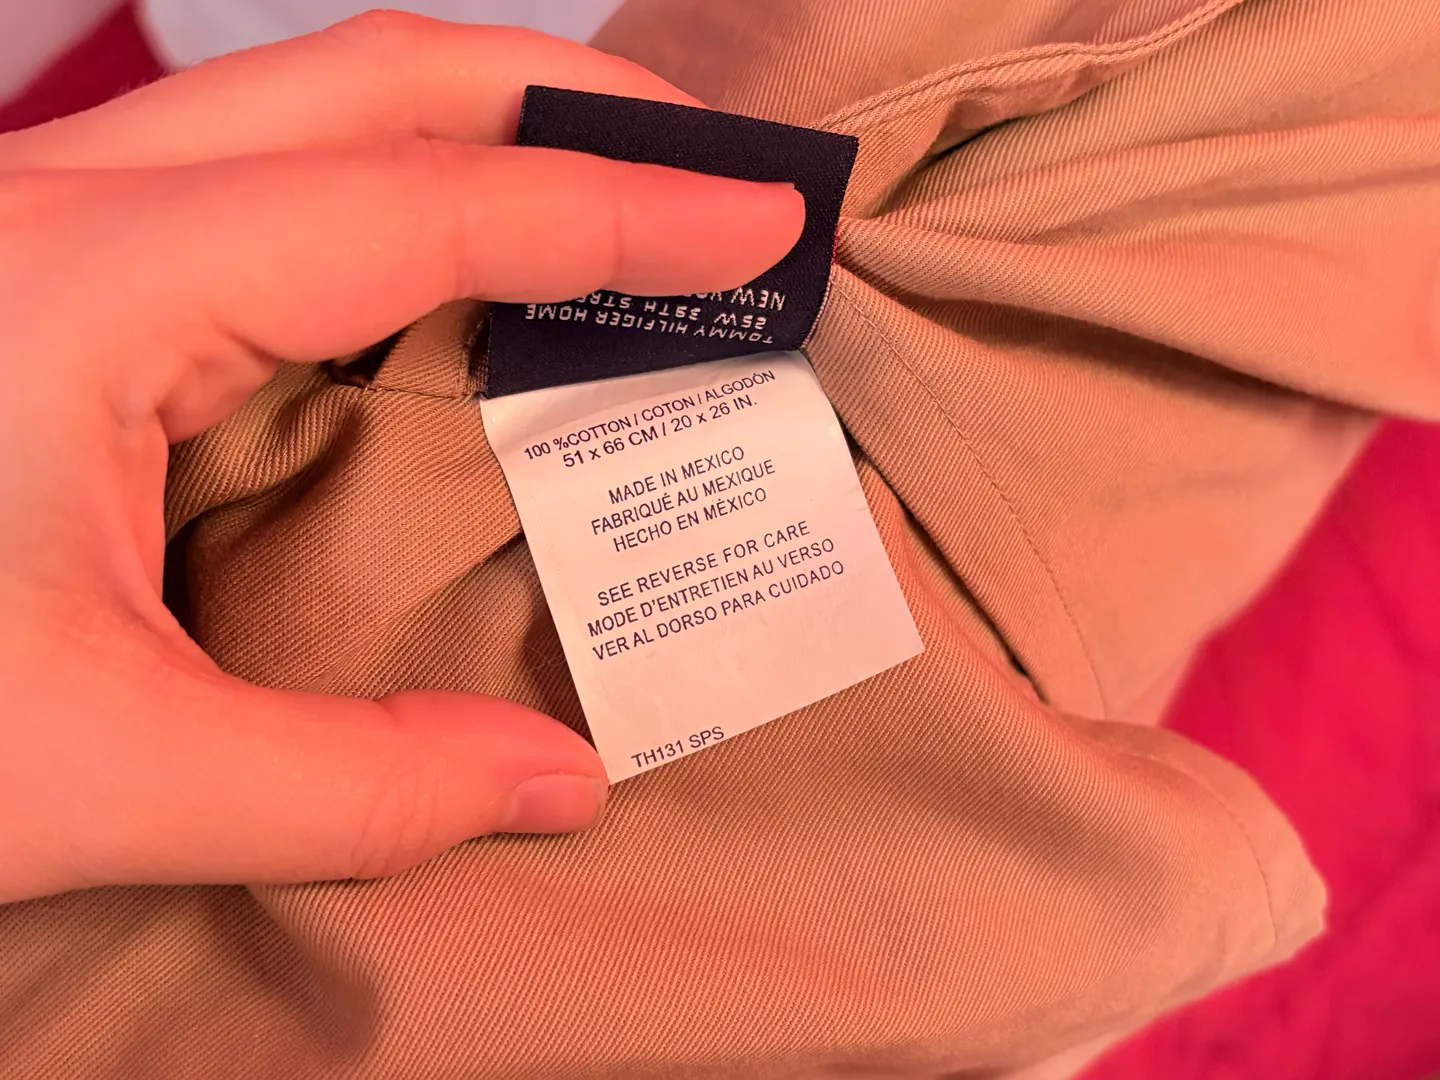 TOMMY HILFIGER HOME
25W 39TH STRE
NEW YO
100 %COTTON / COTON / ALGODÓN
51 x 66 CM / 20 x 26 IN.
MADE IN MEXICO
FABRIQUÉ AU MEXIQUE
HECHO EN MÉXICO
SEE REVERSE FOR CARE
MODE D'ENTRETIEN AU VERSO
VER AL DORSO PARA CUIDADO
TH131 SPS